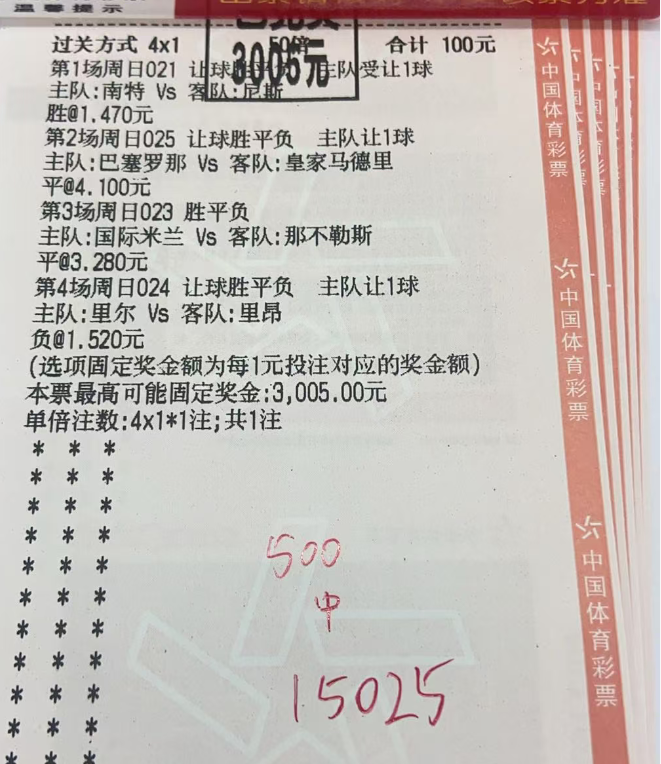 温馨提示
过关方式 4x1 50倍 合计 100元
3005元
第1场周日021 让球胜平负 主队受让1球
主队:南特 Vs 客队:尼斯
胜@1.470元
第2场周日025 让球胜平负 主队让1球
主队:巴塞罗那 Vs 客队:皇家马德里
平@4.100元
第3场周日023 胜平负
主队:国际米兰 Vs 客队:那不勒斯
平@3.280元
第4场周日024 让球胜平负 主队让1球
主队:里尔 Vs 客队:里昂
负@1.520元
(选项固定奖金额为每1元投注对应的奖金额)
本票最高可能固定奖金:3,005.00元
单倍注数:4x1*1注;共1注
* * *
* * *
* * *
* * *
* * *
* * *
* * *
* * *
* * *
* * *
* * *
500
中
15025
中国体育彩票
中国体育彩票
中国体育彩票